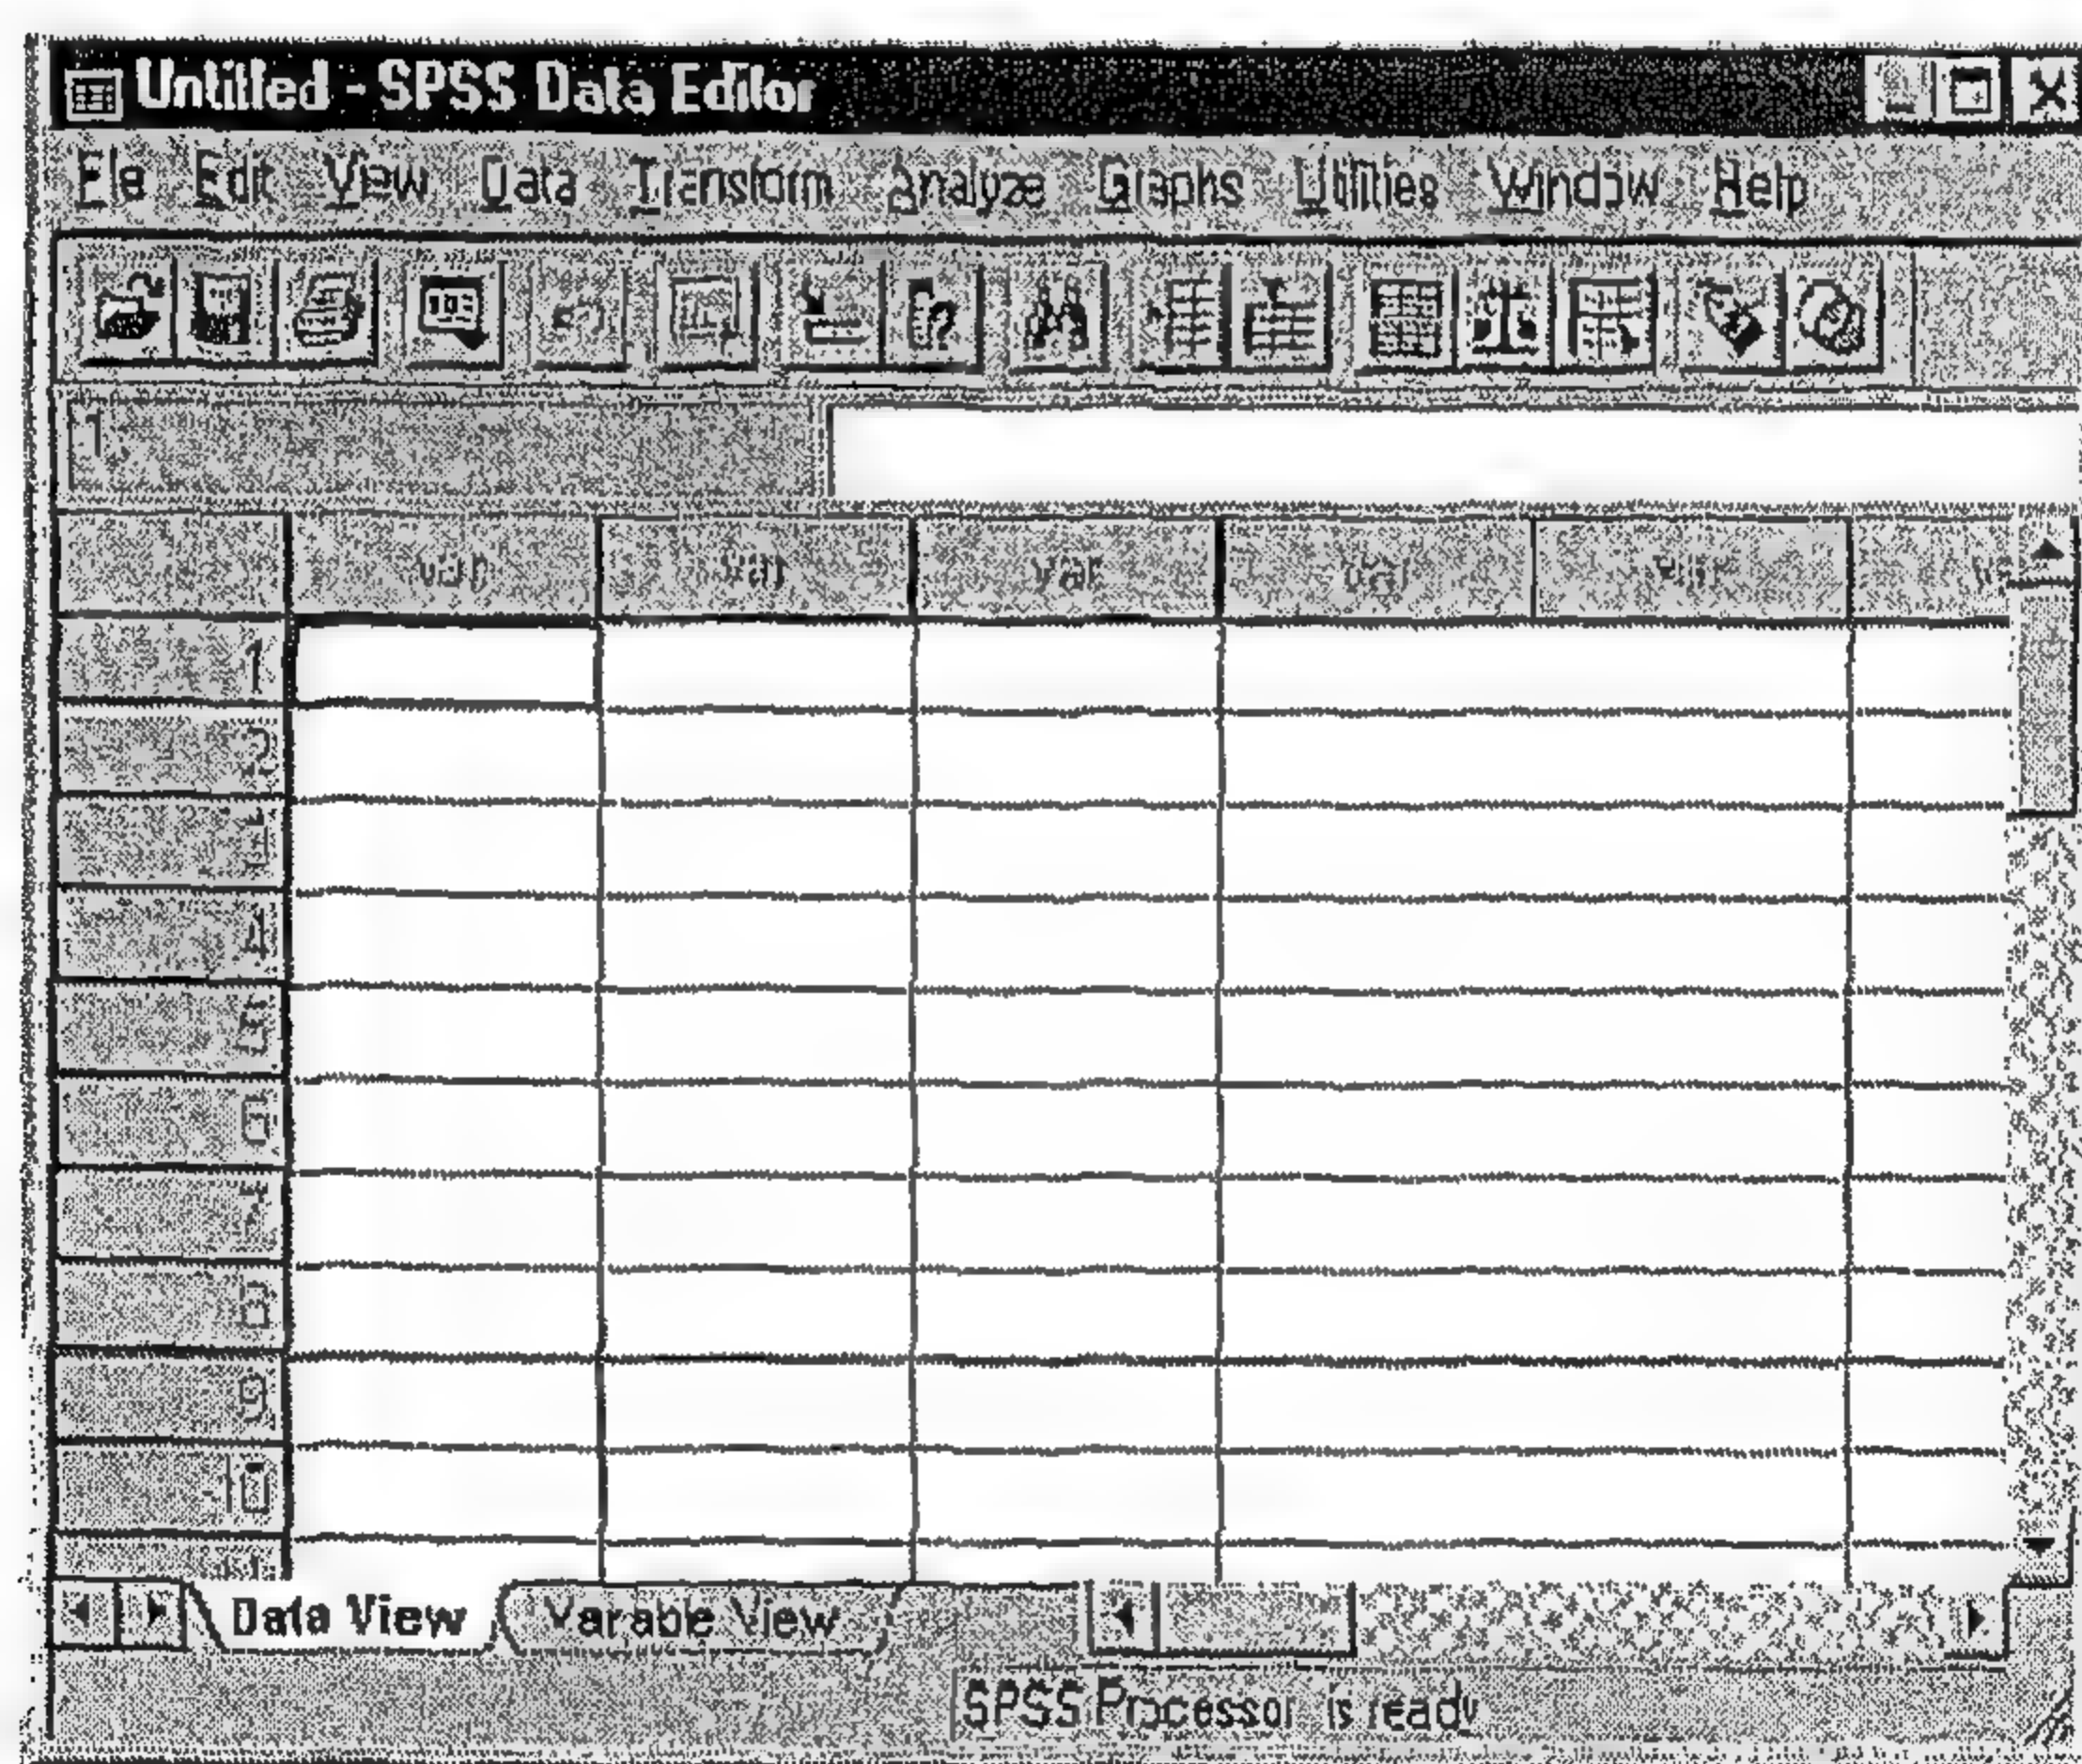 Untitled - SPSS Data Editor
File Edit View Data Transform Analyze Graphs Utilities Window Help
1:
var var var var var
1
2
3
4
5
6
7
8
9
10
Data View Variable View
SPSS Processor is ready